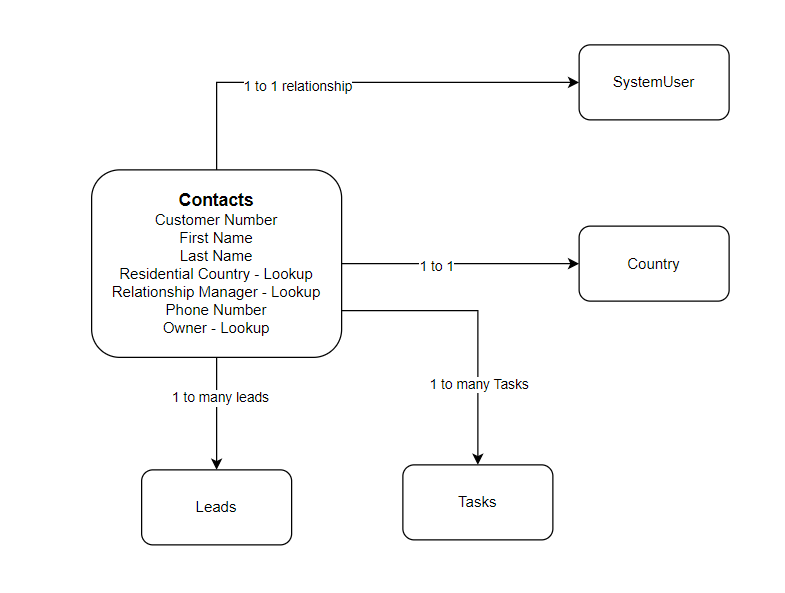 SystemUser
1 to 1 relationship
Contacts
Customer Number
First Name
Last Name
Residential Country - Lookup
Relationship Manager - Lookup
Phone Number
Owner - Lookup
1 to 1
Country
1 to many Tasks
1 to many leads
Leads
Tasks